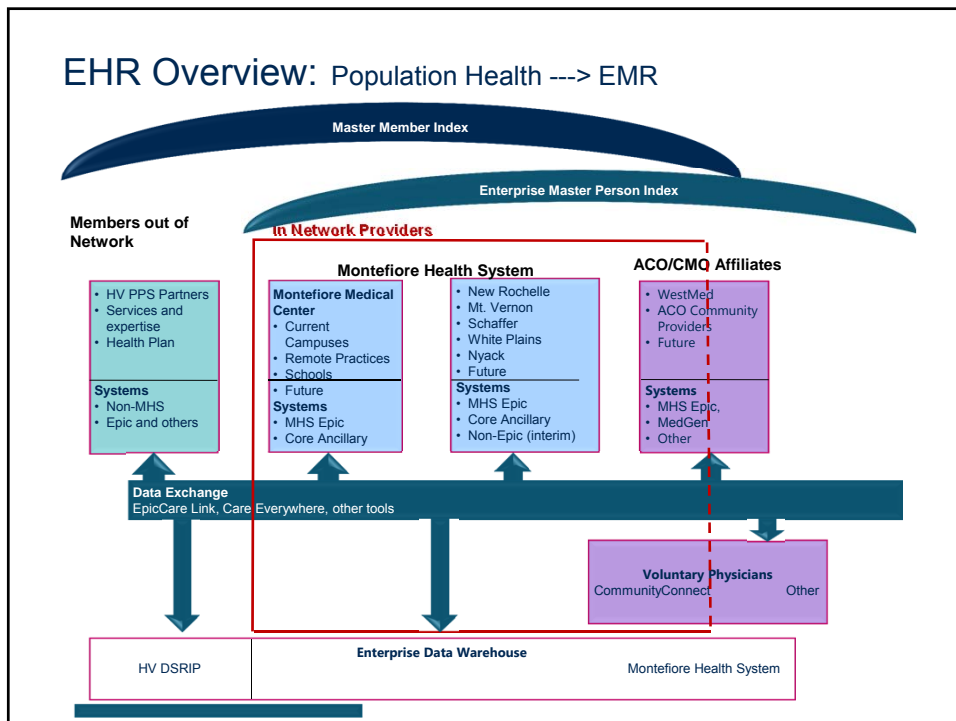 EHR Overview: Population Health ---> EMR
Master Member Index
Enterprise Master Person Index
Members out of
Network
In Network Providers
Montefiore Health System
ACO/CMO Affiliates
• HV PPS Partners
• Services and
expertise
• Health Plan
Systems
• Non-MHS
• Epic and others
Montefiore Medical
Center
• Current
Campuses
• Remote Practices
• Schools
• Future
Systems
• MHS Epic
• Core Ancillary
• New Rochelle
• Mt. Vernon
• Schaffer
• White Plains
• Nyack
• Future
Systems
• MHS Epic
• Core Ancillary
• Non-Epic (interim)
• WestMed
• ACO Community
Providers
• Future
Systems
• MHS Epic,
• MedGen
• Other
Data Exchange
EpicCare Link, Care Everywhere, other tools
Voluntary Physicians
CommunityConnect Other
Enterprise Data Warehouse
HV DSRIP Montefiore Health System